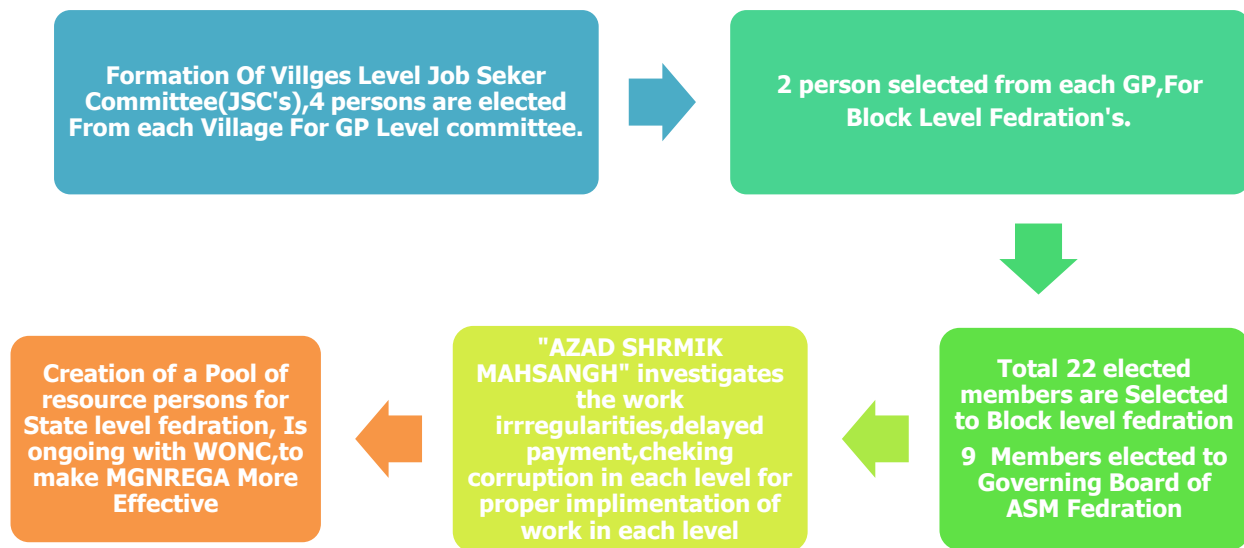 Formation Of Villges Level Job Seker
Committee(JSC's),4 persons are elected
From each Village For GP Level committee.
2 person selected from each GP,For
Block Level Fedration's.
Total 22 elected
members are Selected
to Block level fedration
9 Members elected to
Governing Board of
ASM Fedration
"AZAD SHRMIK
MAHSANGH" investigates
the work
irrregularities,delayed
payment,cheking
corruption in each level for
proper implimentation of
work in each level
Creation of a Pool of
resource persons for
State level fedration, Is
ongoing with WONC,to
make MGNREGA More
Effective